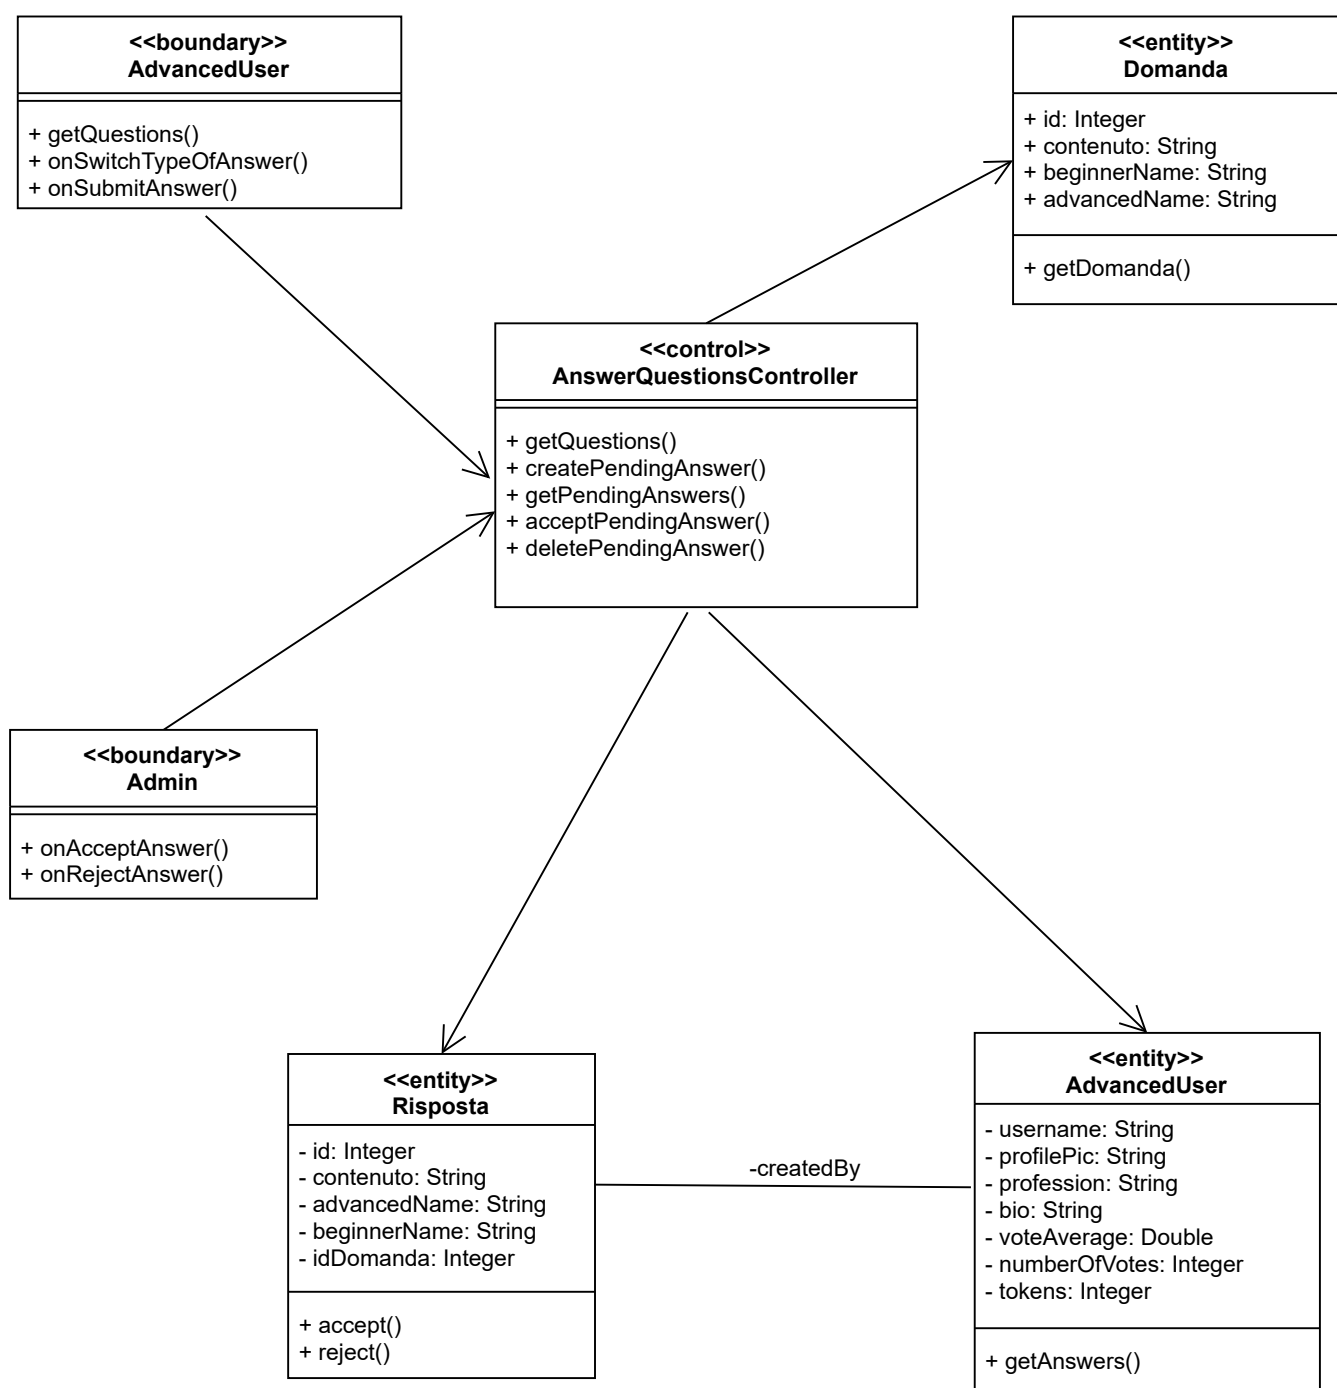 <<boundary>>
AdvancedUser
+ getQuestions()
+ onSwitchTypeOfAnswer()
+ onSubmitAnswer()
<<entity>>
Domanda
+ id: Integer
+ contenuto: String
+ beginnerName: String
+ advancedName: String
+ getDomanda()
<<control>>
AnswerQuestionsController
+ getQuestions()
+ createPendingAnswer()
+ getPendingAnswers()
+ acceptPendingAnswer()
+ deletePendingAnswer()
<<boundary>>
Admin
+ onAcceptAnswer()
+ onRejectAnswer()
<<entity>>
Risposta
- id: Integer
- contenuto: String
- advancedName: String
- beginnerName: String
- idDomanda: Integer
+ accept()
+ reject()
-createdBy
<<entity>>
AdvancedUser
- username: String
- profilePic: String
- profession: String
- bio: String
- voteAverage: Double
- numberOfVotes: Integer
- tokens: Integer
+ getAnswers()